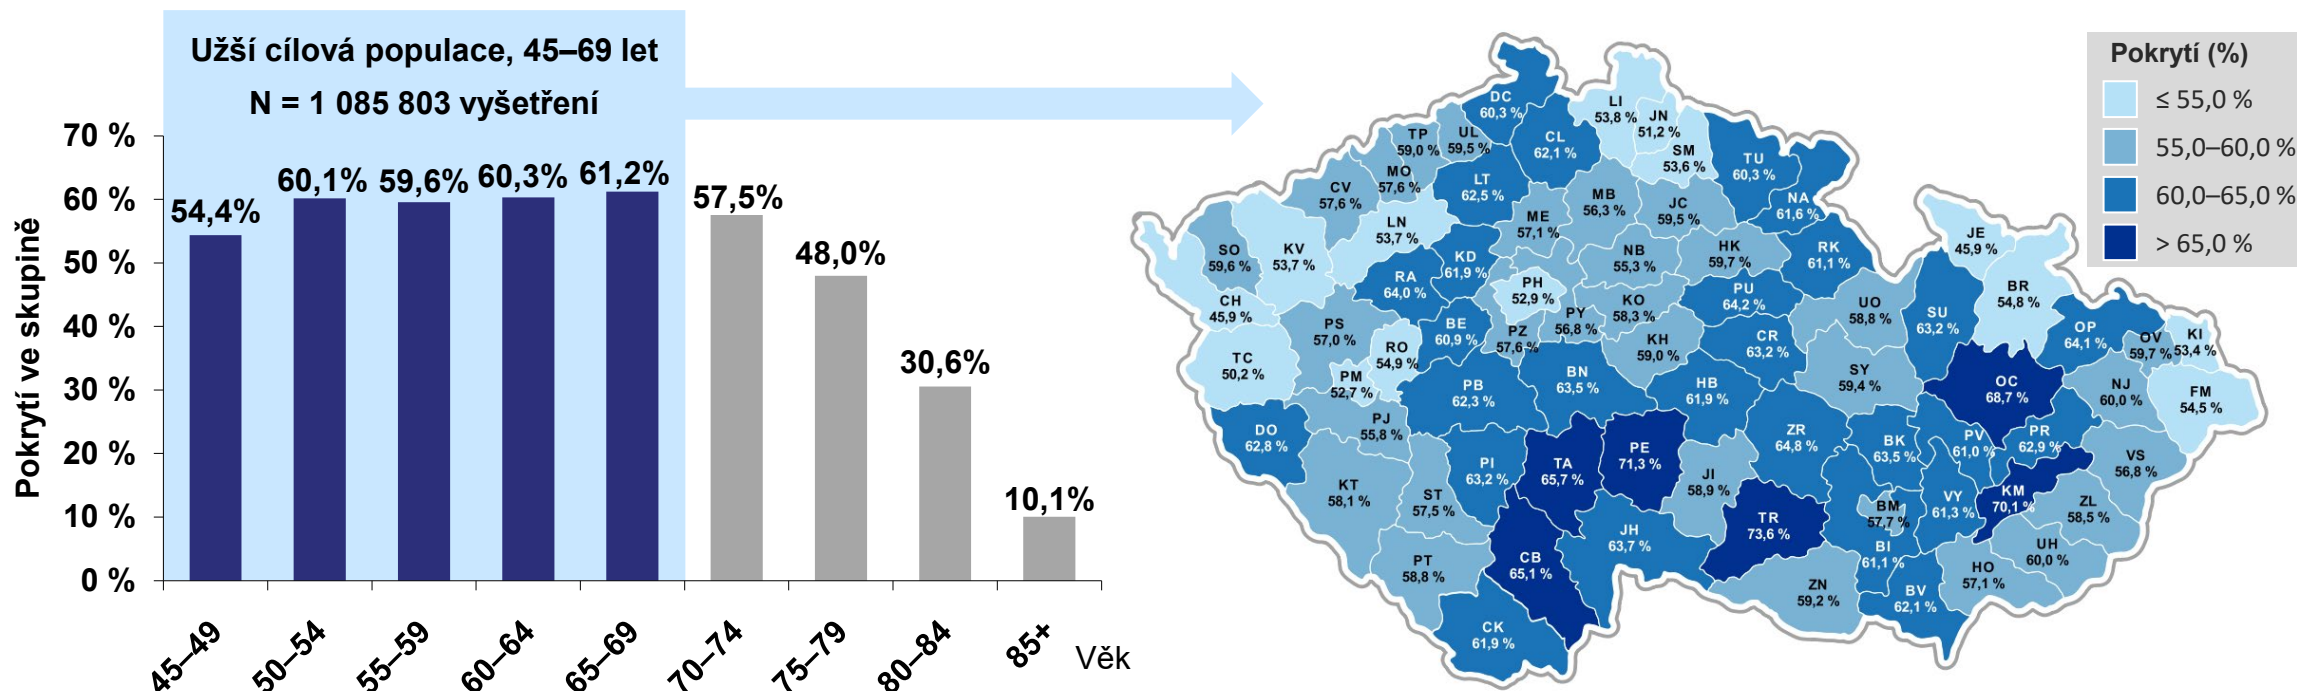 Užší cílová populace, 45–69 let
N = 1 085 803 vyšetření
Pokrytí ve skupině
70 %
60 %
50 %
40 %
30 %
20 %
10 %
0 %
54,4%
60,1%
59,6%
60,3%
61,2%
57,5%
48,0%
30,6%
10,1%
45–49
50–54
55–59
60–64
65–69
70–74
75–79
80–84
85+
Věk
Pokrytí (%)
≤ 55,0 %
55,0–60,0 %
60,0–65,0 %
> 65,0 %
DC
60,3 %
LI
53,8 %
JN
51,2 %
SM
53,6 %
TP
59,0 %
UL
59,5 %
CL
62,1 %
TU
60,3 %
MO
57,6 %
CV
57,6 %
LT
62,5 %
MB
56,3 %
JC
59,5 %
NA
61,6 %
LN
53,7 %
ME
57,1 %
SO
59,6 %
KV
53,7 %
KD
61,9 %
NB
55,3 %
HK
59,7 %
RK
61,1 %
JE
45,9 %
RA
64,0 %
PH
52,9 %
BR
54,8 %
CH
45,9 %
KO
58,3 %
PU
64,2 %
UO
58,8 %
SU
63,2 %
PS
57,0 %
BE
60,9 %
PZ
57,6 %
PY
56,8 %
KH
59,0 %
CR
63,2 %
OP
64,1 %
OV
59,7 %
KI
53,4 %
TC
50,2 %
RO
54,9 %
PM
52,7 %
PB
62,3 %
BN
63,5 %
HB
61,9 %
SY
59,4 %
OC
68,7 %
NJ
60,0 %
FM
54,5 %
DO
62,8 %
PJ
55,8 %
PI
63,2 %
TA
65,7 %
PE
71,3 %
JI
58,9 %
ZR
64,8 %
BK
63,5 %
PV
61,0 %
PR
62,9 %
VS
56,8 %
KT
58,1 %
ST
57,5 %
TR
73,6 %
BM
57,7 %
VY
61,3 %
KM
70,1 %
ZL
58,5 %
PT
58,8 %
CB
65,1 %
JH
63,7 %
BI
61,1 %
UH
60,0 %
HO
57,1 %
ZN
59,2 %
BV
62,1 %
CK
61,9 %